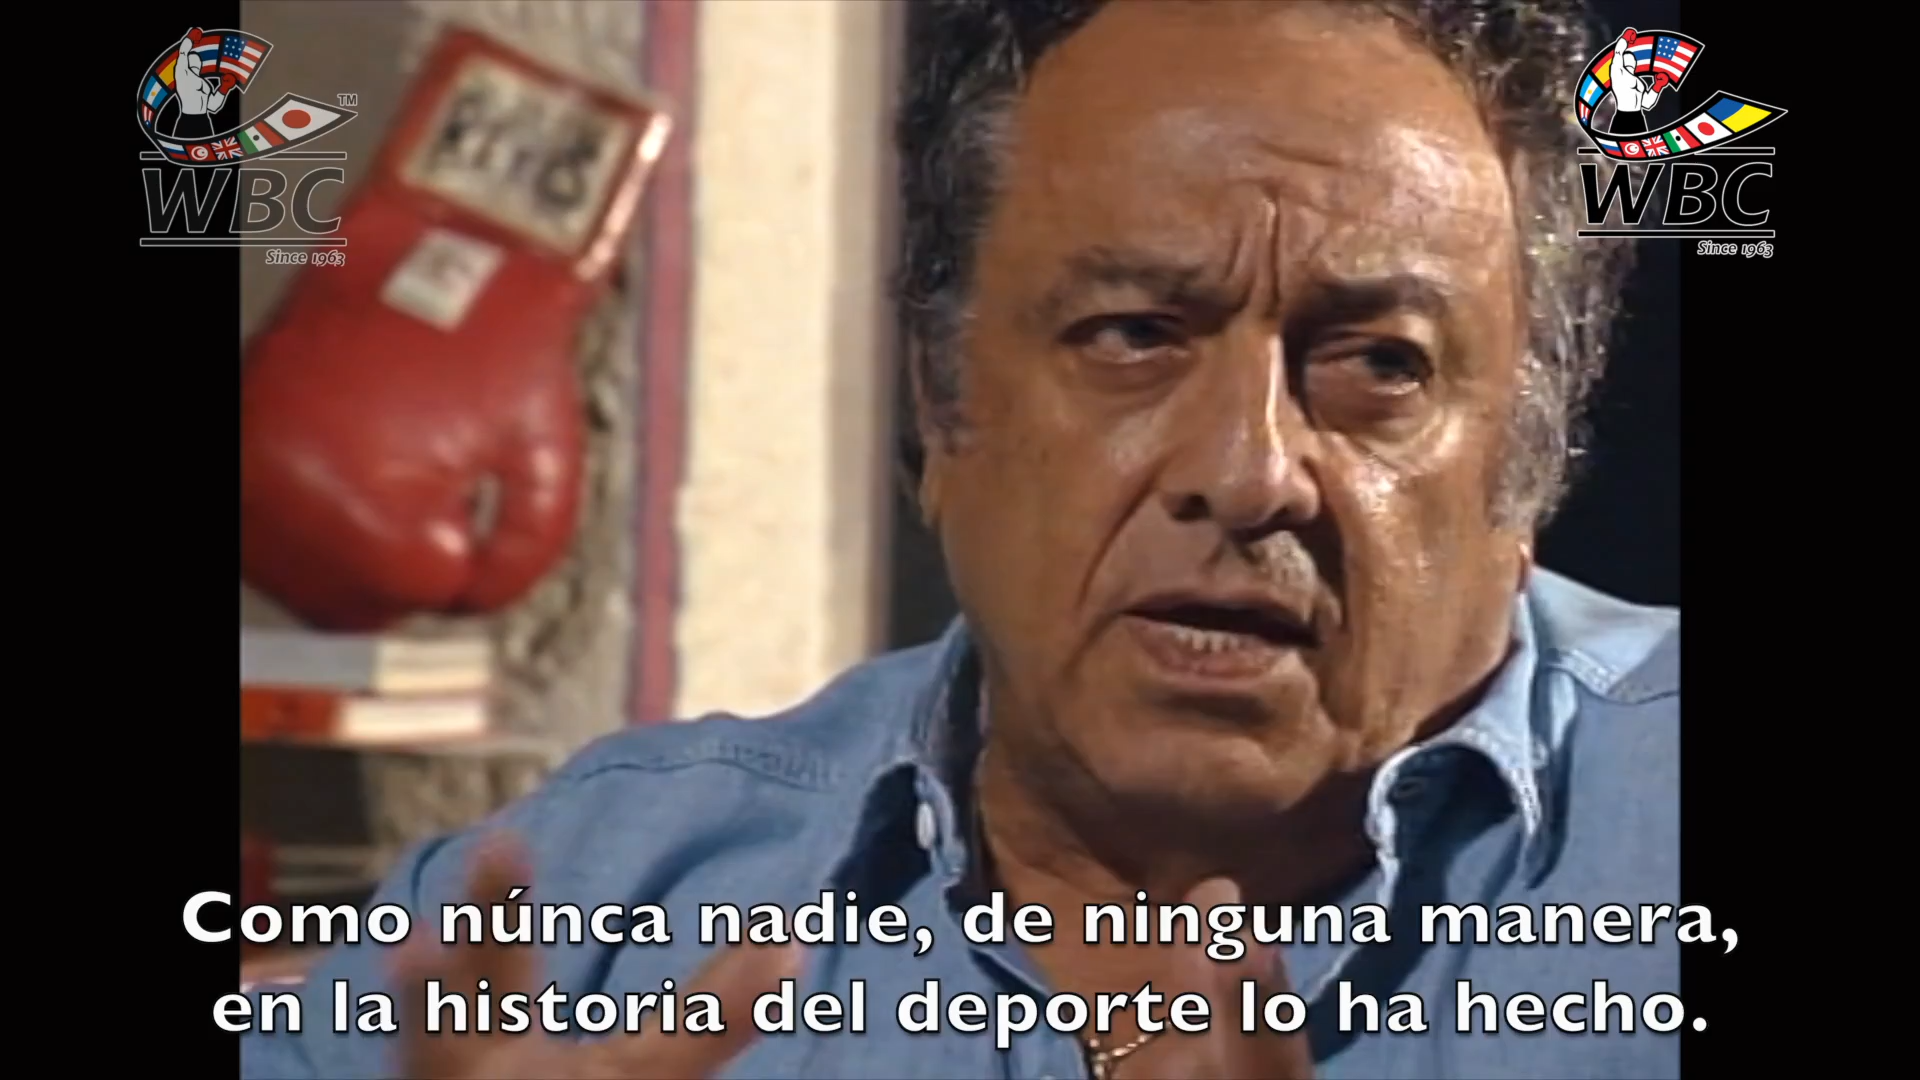 TM
WBC
Since 1963
WBC
Since 1963
Como núnca nadie, de ninguna manera,
en la historia del deporte lo ha hecho.